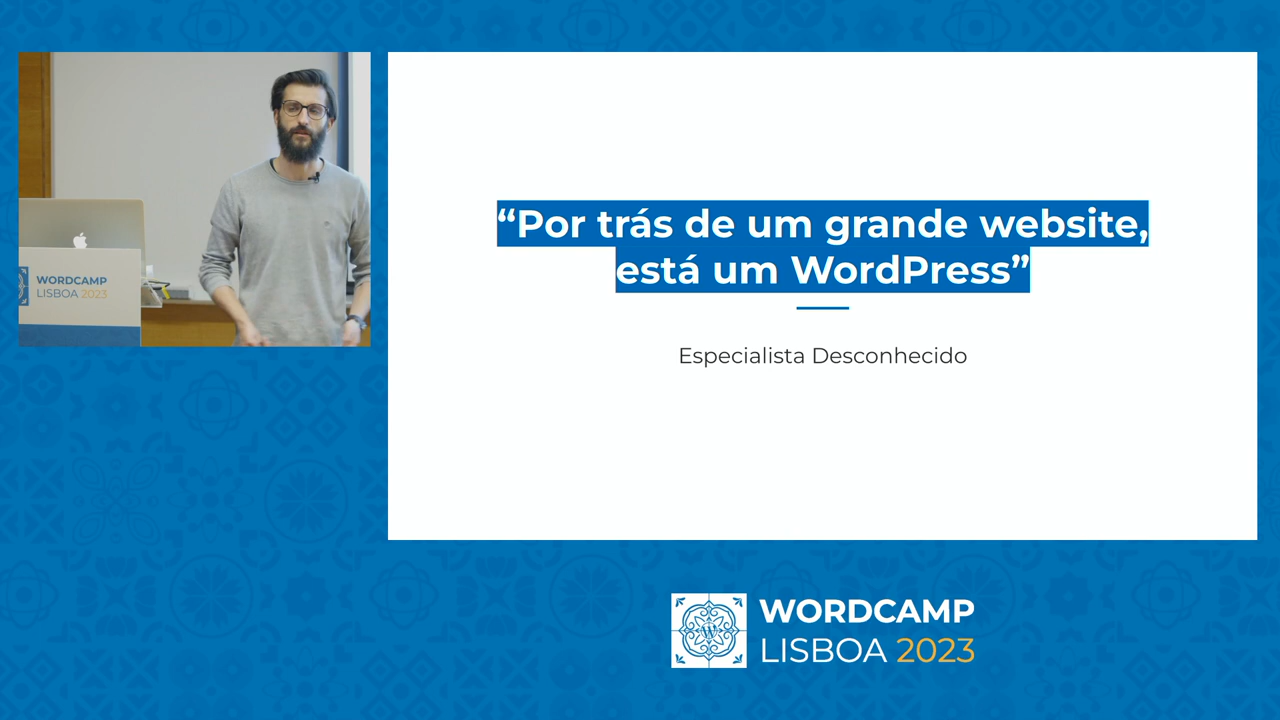 WORDCAMP
LISBOA 2023
“Por trás de um grande website,
está um WordPress”
Especialista Desconhecido
WORDCAMP
LISBOA 2023